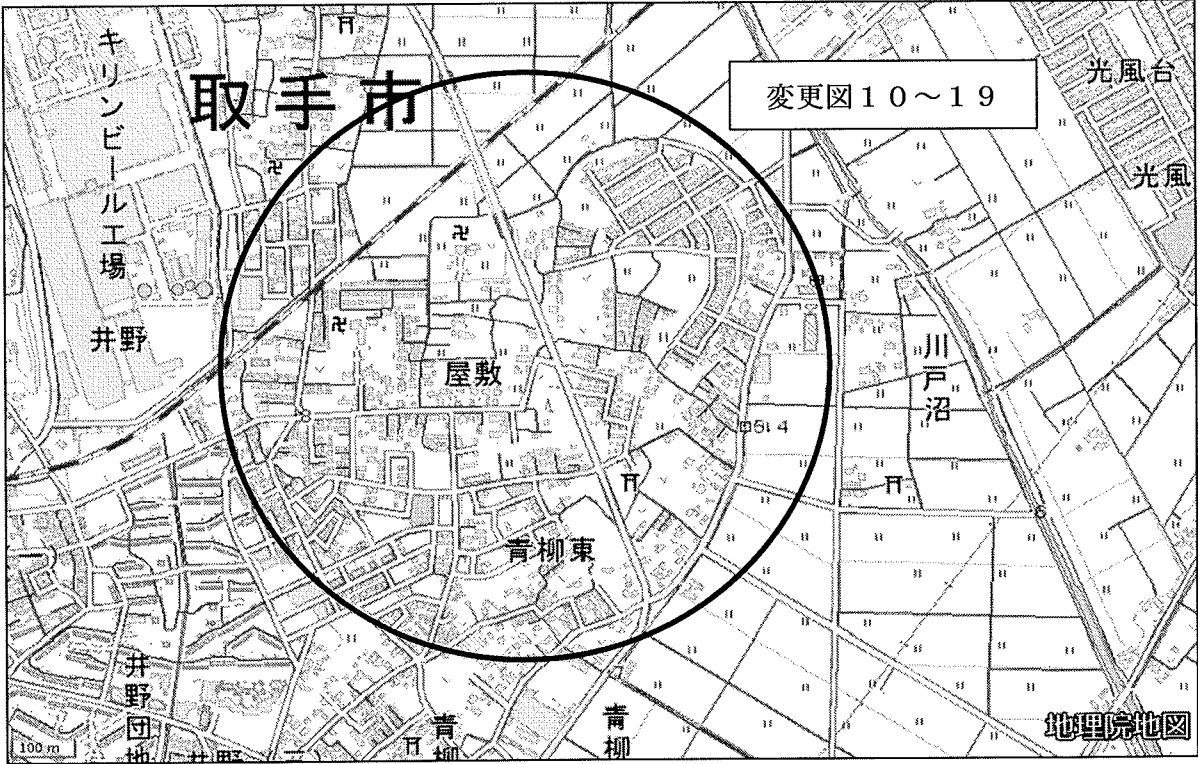 キリンビール工場
取手市
変更図10~19
光風台
光風
井野
屋敷
川戸沼
青柳東
井野団地
青柳
青柳
地理院地図
100 m